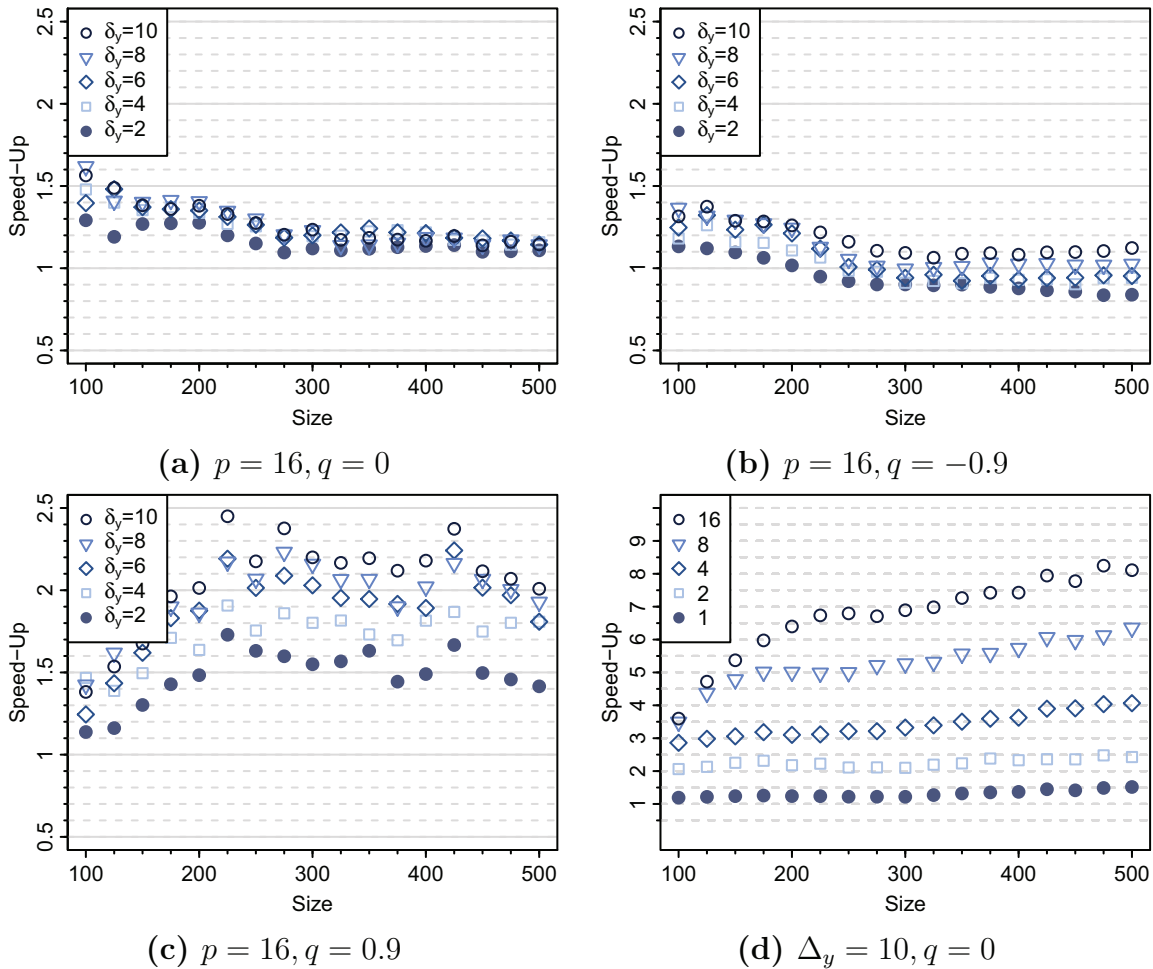 2.5
2
1.5
1
0.5
Speed−Up
δy=10
δy=8
δy=6
δy=4
δy=2
100 200 300 400 500
Size
(a) p = 16, q = 0
2.5
2
1.5
1
0.5
Speed−Up
δy=10
δy=8
δy=6
δy=4
δy=2
100 200 300 400 500
Size
(b) p = 16, q = −0.9
2.5
2
1.5
1
0.5
Speed−Up
δy=10
δy=8
δy=6
δy=4
δy=2
100 200 300 400 500
Size
(c) p = 16, q = 0.9
9
8
7
6
5
4
3
2
1
Speed−Up
16
8
4
2
1
100 200 300 400 500
Size
(d) Δy = 10, q = 0